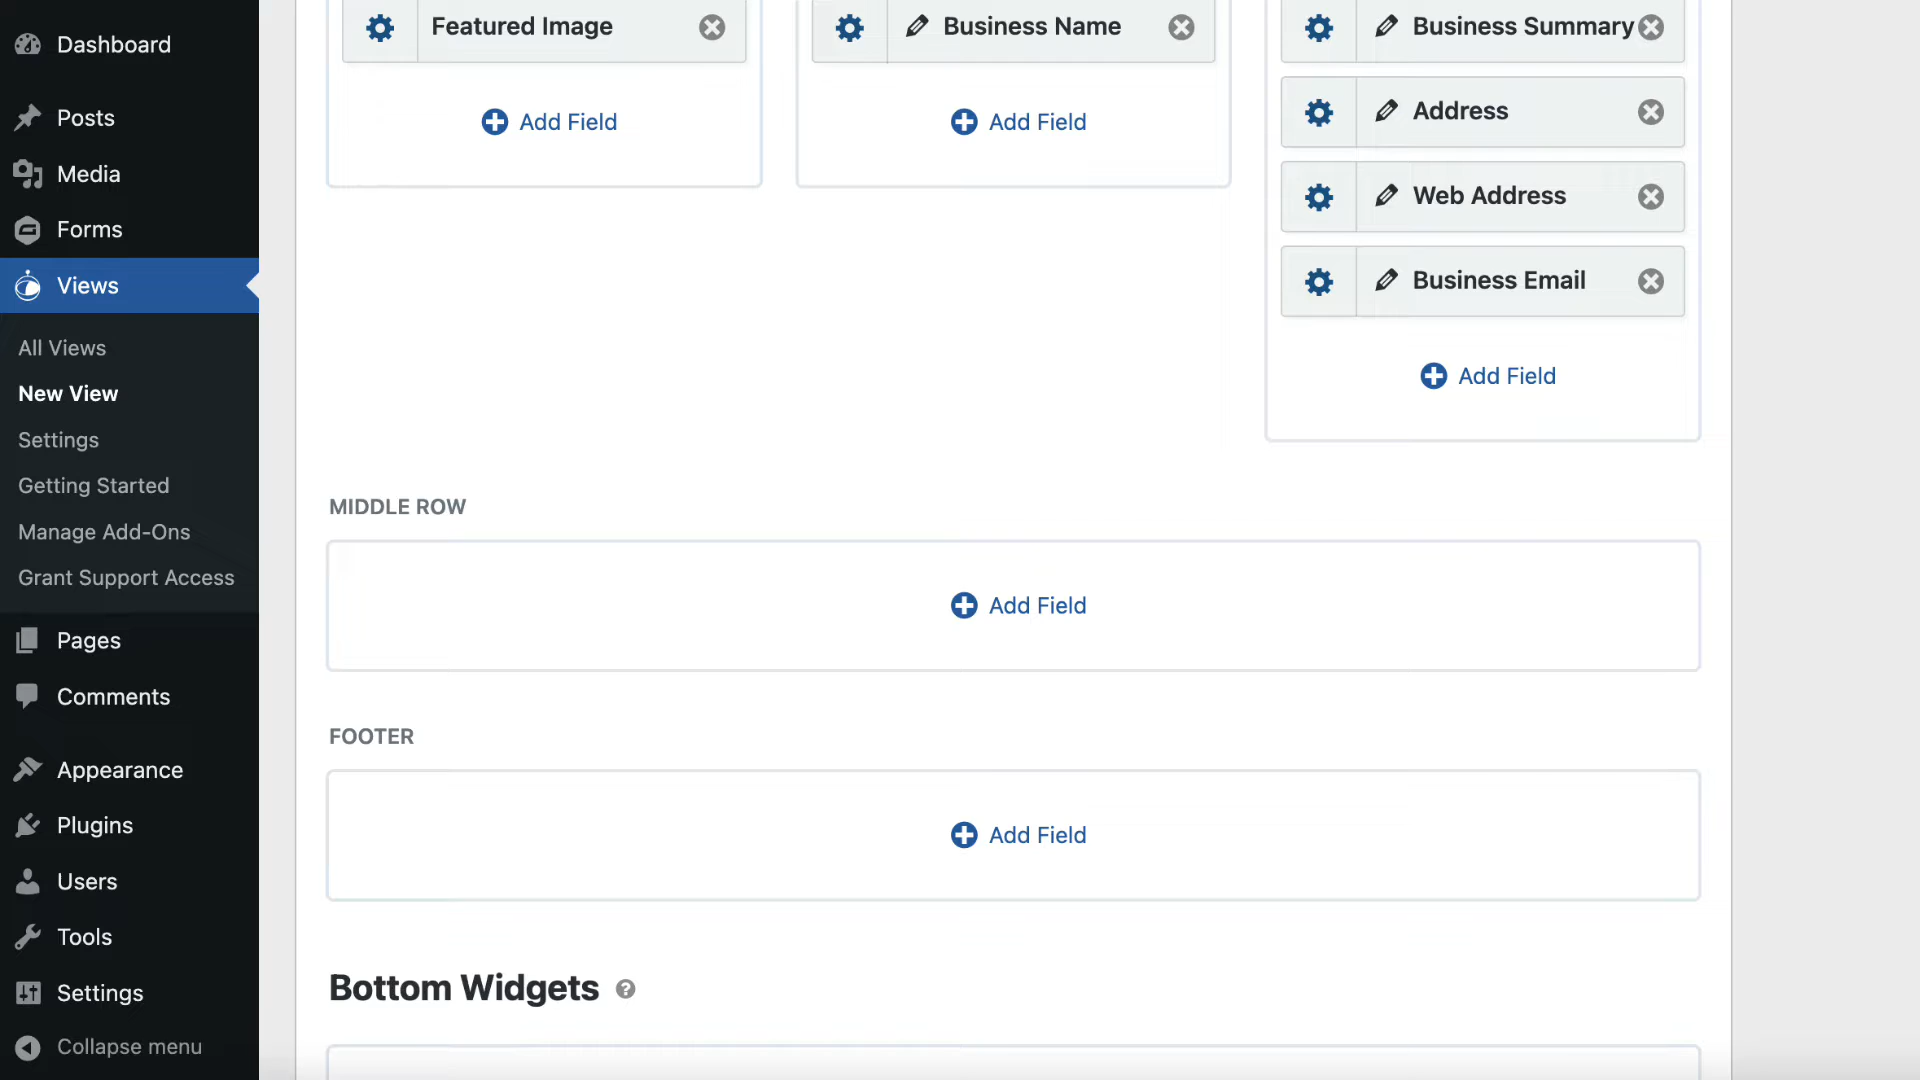 Dashboard
Posts
Media
Forms
Views
All Views
New View
Settings
Getting Started
Manage Add-Ons
Grant Support Access
Pages
Comments
Appearance
Plugins
Users
Tools
Settings
Collapse menu
Featured Image
Add Field
Business Name
Add Field
Business Summary
Address
Web Address
Business Email
Add Field
MIDDLE ROW
Add Field
FOOTER
Add Field
Bottom Widgets ?